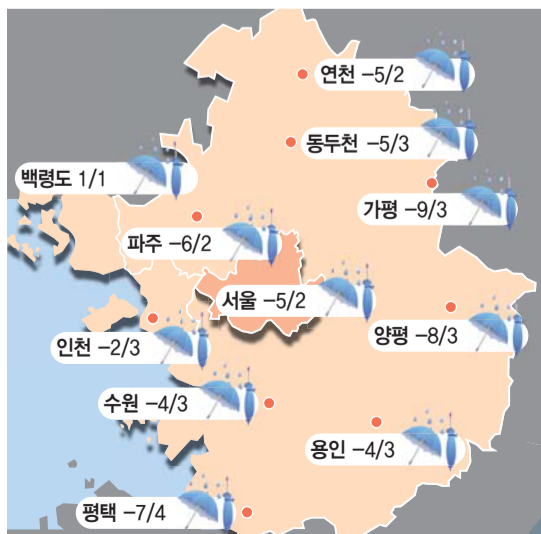 연천 –5/2
동두천 –5/3
백령도 1/1
가평 –9/3
파주 –6/2
서울 –5/2
양평 –8/3
인천 –2/3
수원 –4/3
용인 –4/3
평택 –7/4